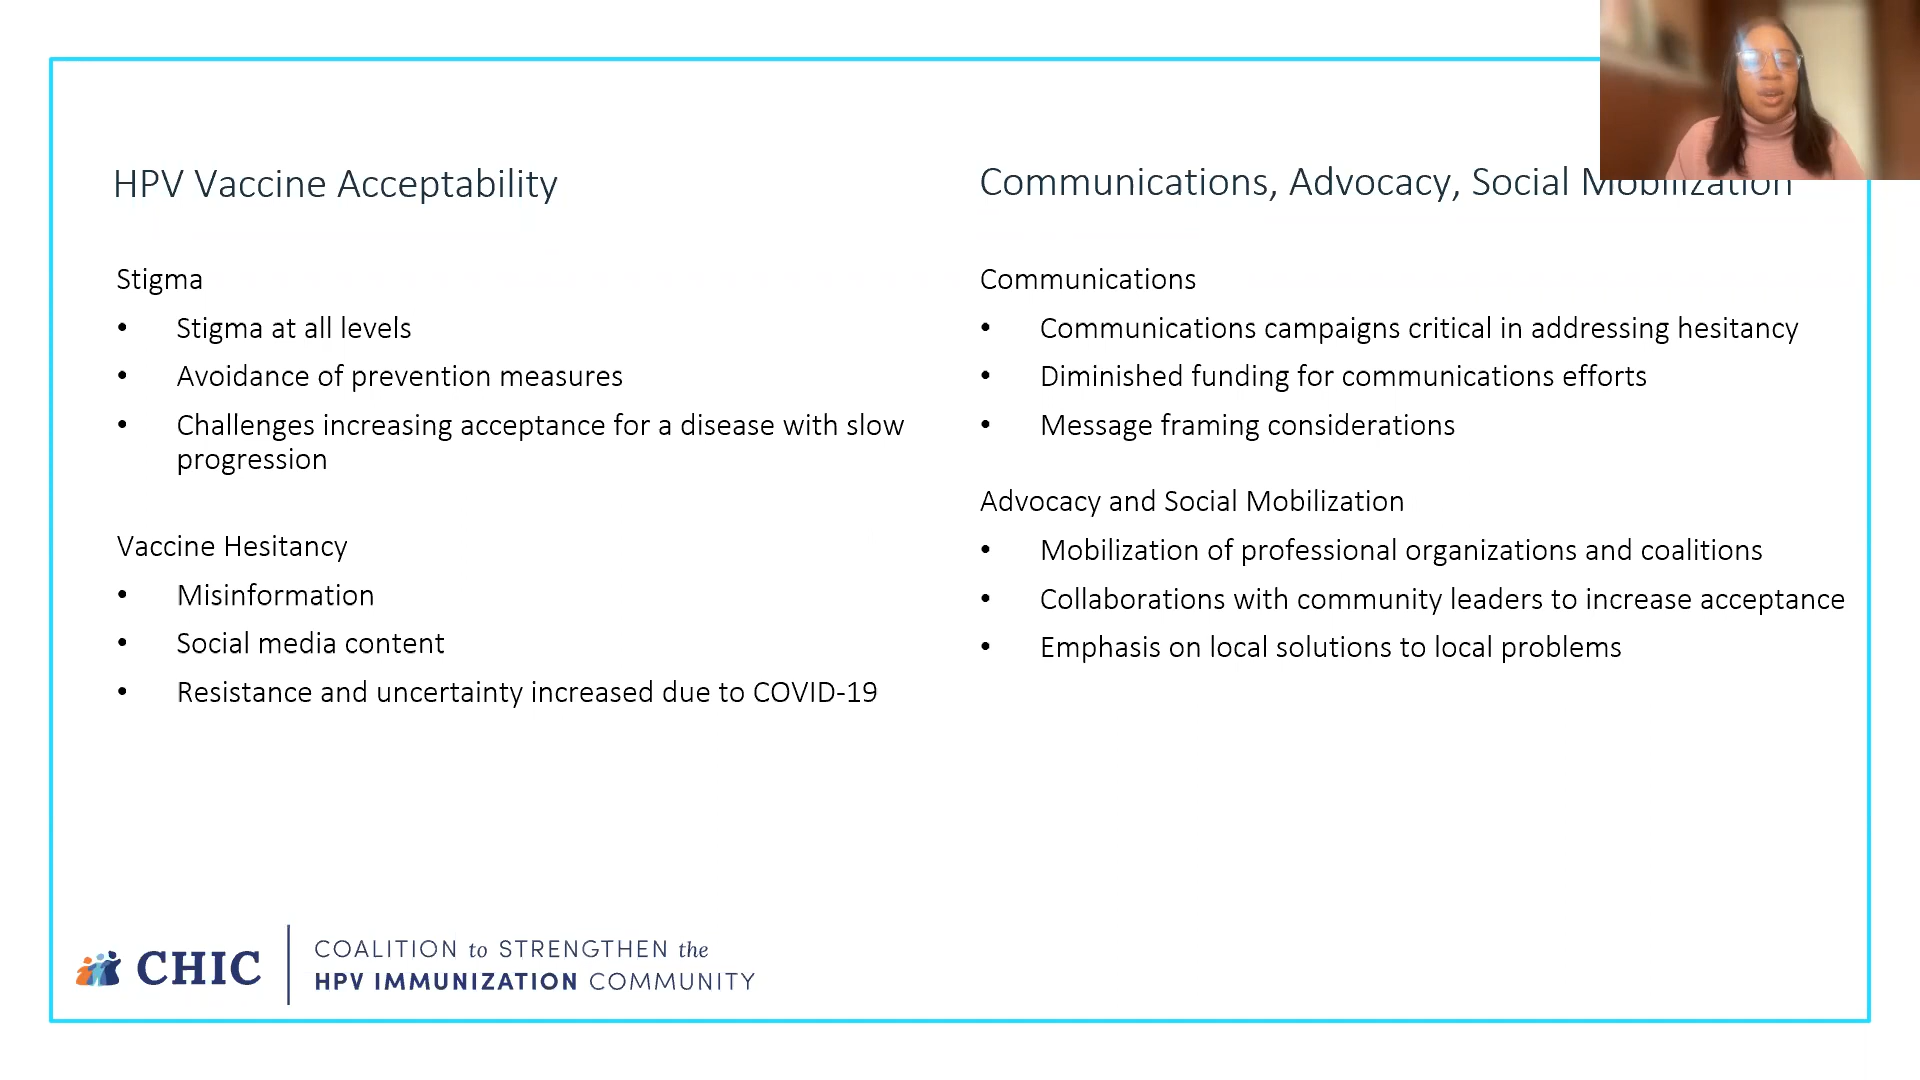 HPV Vaccine Acceptability
Stigma
• Stigma at all levels
• Avoidance of prevention measures
• Challenges increasing acceptance for a disease with slow
progression
Vaccine Hesitancy
• Misinformation
• Social media content
• Resistance and uncertainty increased due to COVID-19
Communications, Advocacy, Social Mobilization
Communications
• Communications campaigns critical in addressing hesitancy
• Diminished funding for communications efforts
• Message framing considerations
Advocacy and Social Mobilization
• Mobilization of professional organizations and coalitions
• Collaborations with community leaders to increase acceptance
• Emphasis on local solutions to local problems
CHIC
COALITION to STRENGTHEN the
HPV IMMUNIZATION COMMUNITY